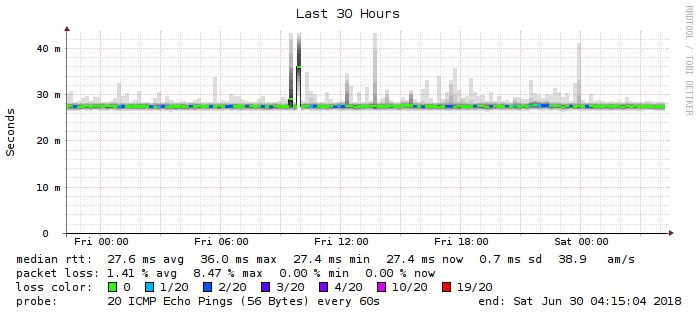 Last 30 Hours
RRDTOOL / TOBI OETIKER
Seconds
40 m
30 m
20 m
10 m
0
Fri 00:00 Fri 06:00 Fri 12:00 Fri 18:00 Sat 00:00
median rtt: 27.6 ms avg 36.0 ms max 27.4 ms min 27.4 ms now 0.7 ms sd 38.9 am/s
packet loss: 1.41 % avg 8.47 % max 0.00 % min 0.00 % now
loss color: 0 1/20 2/20 3/20 4/20 10/20 19/20
probe: 20 ICMP Echo Pings (56 Bytes) every 60s end: Sat Jun 30 04:15:04 2018